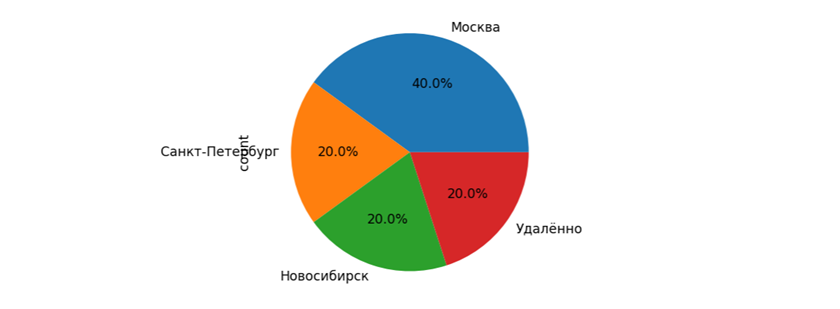 Москва
40.0%
Санкт-Петербург
count
20.0%
20.0%
20.0%
Удалённо
Новосибирск